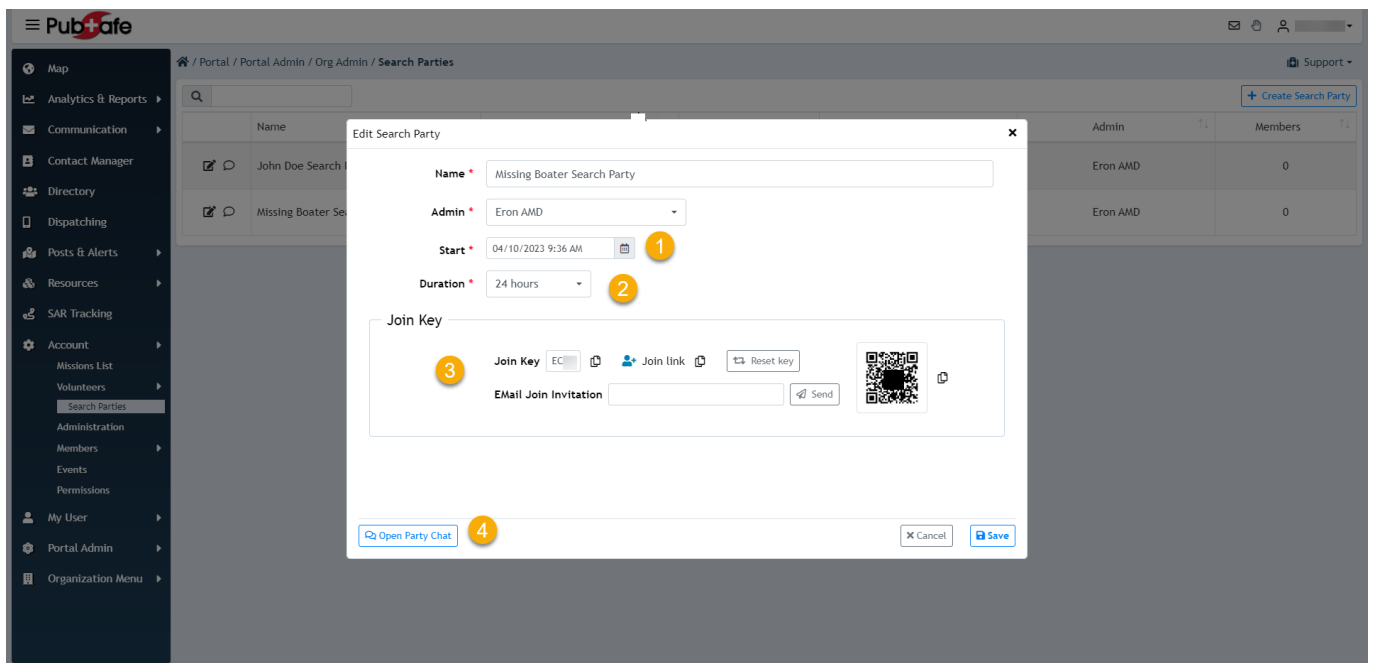 Pubsafe
Map
Analytics & Reports
Communication
Contact Manager
Directory
Dispatching
Posts & Alerts
Resources
SAR Tracking
Account
Missions List
Volunteers
Search Parties
Administration
Members
Events
Permissions
My User
Portal Admin
Organization Menu
/ Portal / Portal Admin / Org Admin / Search Parties
Support
+ Create Search Party
Name Admin Members
John Doe Search Eron AMD 0
Missing Boater Eron AMD 0
Edit Search Party
Name * Missing Boater Search Party
Admin * Eron AMD
Start * 04/10/2023 9:36 AM 1
Duration * 24 hours 2
Join Key
3 Join Key EC Join link Reset key
EMail Join Invitation Send
Open Party Chat 4 Cancel Save